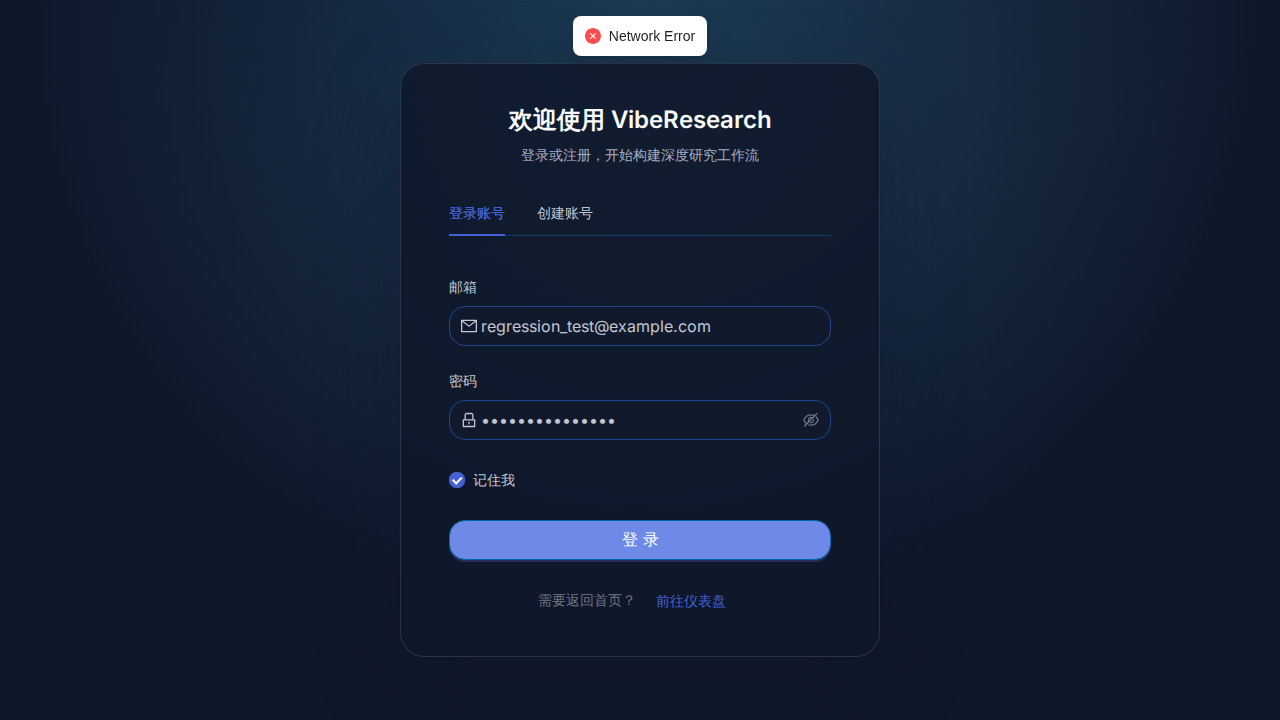 Network Error
欢迎使用 VibeResearch
登录或注册，开始构建深度研究工作流
登录账号 创建账号
邮箱
regression_test@example.com
密码
•••••••••••••••
记住我
登 录
需要返回首页？ 前往仪表盘